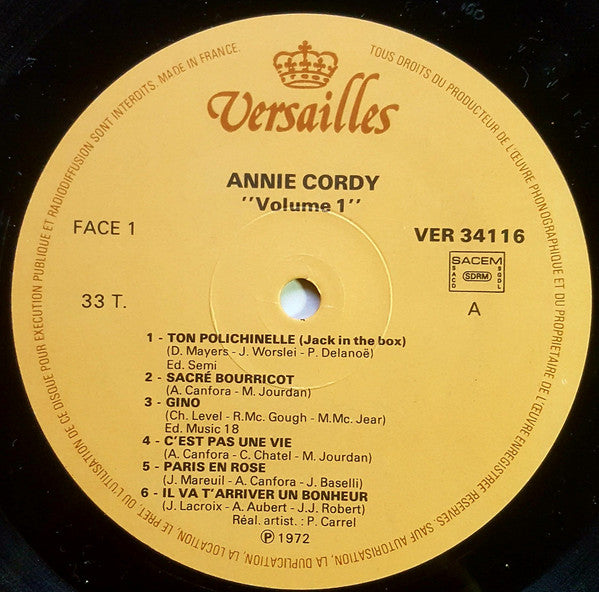 Versailles
ANNIE CORDY
"Volume 1"
FACE 1
VER 34116
SACEM
SACD
SDRM
SGDL
33 T.
A
1 - TON POLICHINELLE (Jack in the box)
(D. Mayers - J. Worslei - P. Delanoë)
Ed. Semi
2 - SACRÉ BOURRICOT
(A. Canfora - M. Jourdan)
3 - GINO
(Ch. Level - R.Mc. Gough - M.Mc. Jear)
Ed. Music 18
4 - C'EST PAS UNE VIE
(A. Canfora - C. Chatel - M. Jourdan)
5 - PARIS EN ROSE
(J. Mareuil - A. Canfora - J. Baselli)
6 - IL VA T'ARRIVER UN BONHEUR
(J. Lacroix - A. Aubert - J.J. Robert)
Réal. artist. : P. Carrel
℗ 1972
TOUS DROITS DU PRODUCTEUR DE L'ŒUVRE PHONOGRAPHIQUE ET DU PROPRIETAIRE DE L'ŒUVRE ENREGISTREE RESERVES. SAUF AUTORISATION, LA DUPLICATION, LA LOCATION, LE PRET, OU L'UTILISATION DE CE DISQUE POUR EXECUTION PUBLIQUE ET RADIODIFFUSION SONT INTERDITS. MADE IN FRANCE.